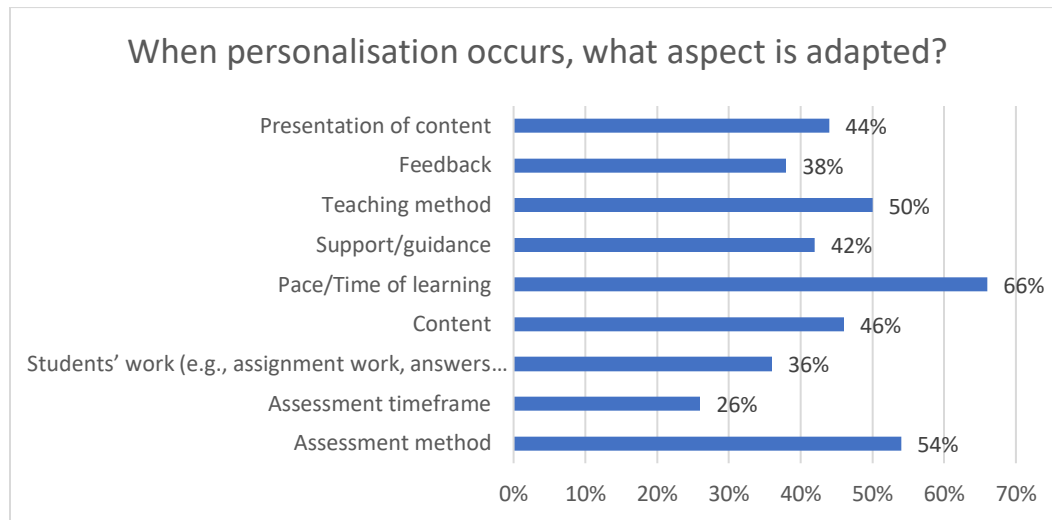 When personalisation occurs, what aspect is adapted?
Presentation of content 44%
Feedback 38%
Teaching method 50%
Support/guidance 42%
Pace/Time of learning 66%
Content 46%
Students’ work (e.g., assignment work, answers... 36%
Assessment timeframe 26%
Assessment method 54%
0% 10% 20% 30% 40% 50% 60% 70%